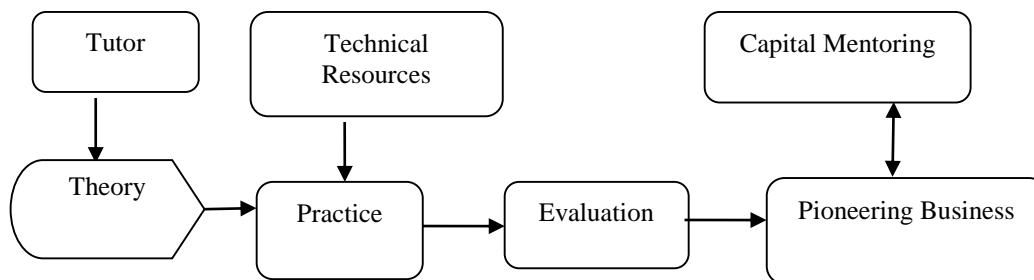 Tutor
Technical
Resources
Capital Mentoring
Theory
Practice
Evaluation
Pioneering Business